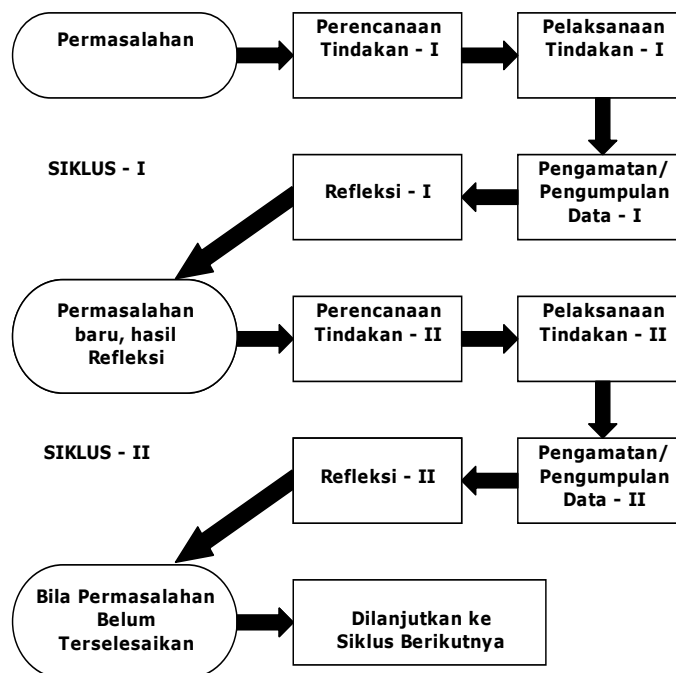 Permasalahan
Perencanaan
Tindakan - I
Pelaksanaan
Tindakan - I
SIKLUS - I
Refleksi - I
Pengamatan/
Pengumpulan
Data - I
Permasalahan
baru, hasil
Refleksi
Perencanaan
Tindakan - II
Pelaksanaan
Tindakan - II
SIKLUS - II
Refleksi - II
Pengamatan/
Pengumpulan
Data - II
Bila Permasalahan
Belum
Terselesaikan
Dilanjutkan ke
Siklus Berikutnya